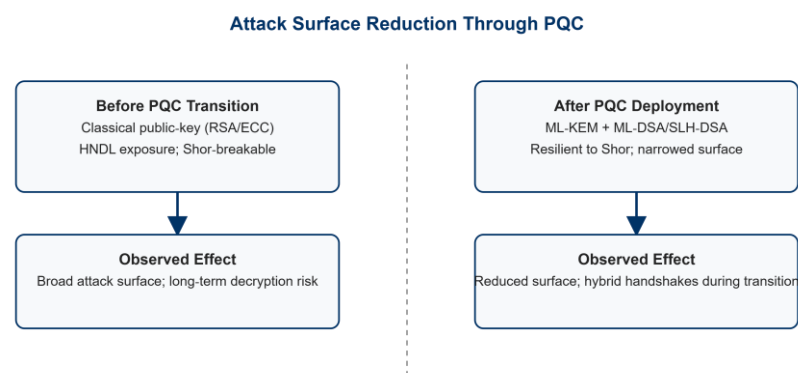 Attack Surface Reduction Through PQC
Before PQC Transition
Classical public-key (RSA/ECC)
HNDL exposure; Shor-breakable
Observed Effect
Broad attack surface; long-term decryption risk
After PQC Deployment
ML-KEM + ML-DSA/SLH-DSA
Resilient to Shor; narrowed surface
Observed Effect
Reduced surface; hybrid handshakes during transition